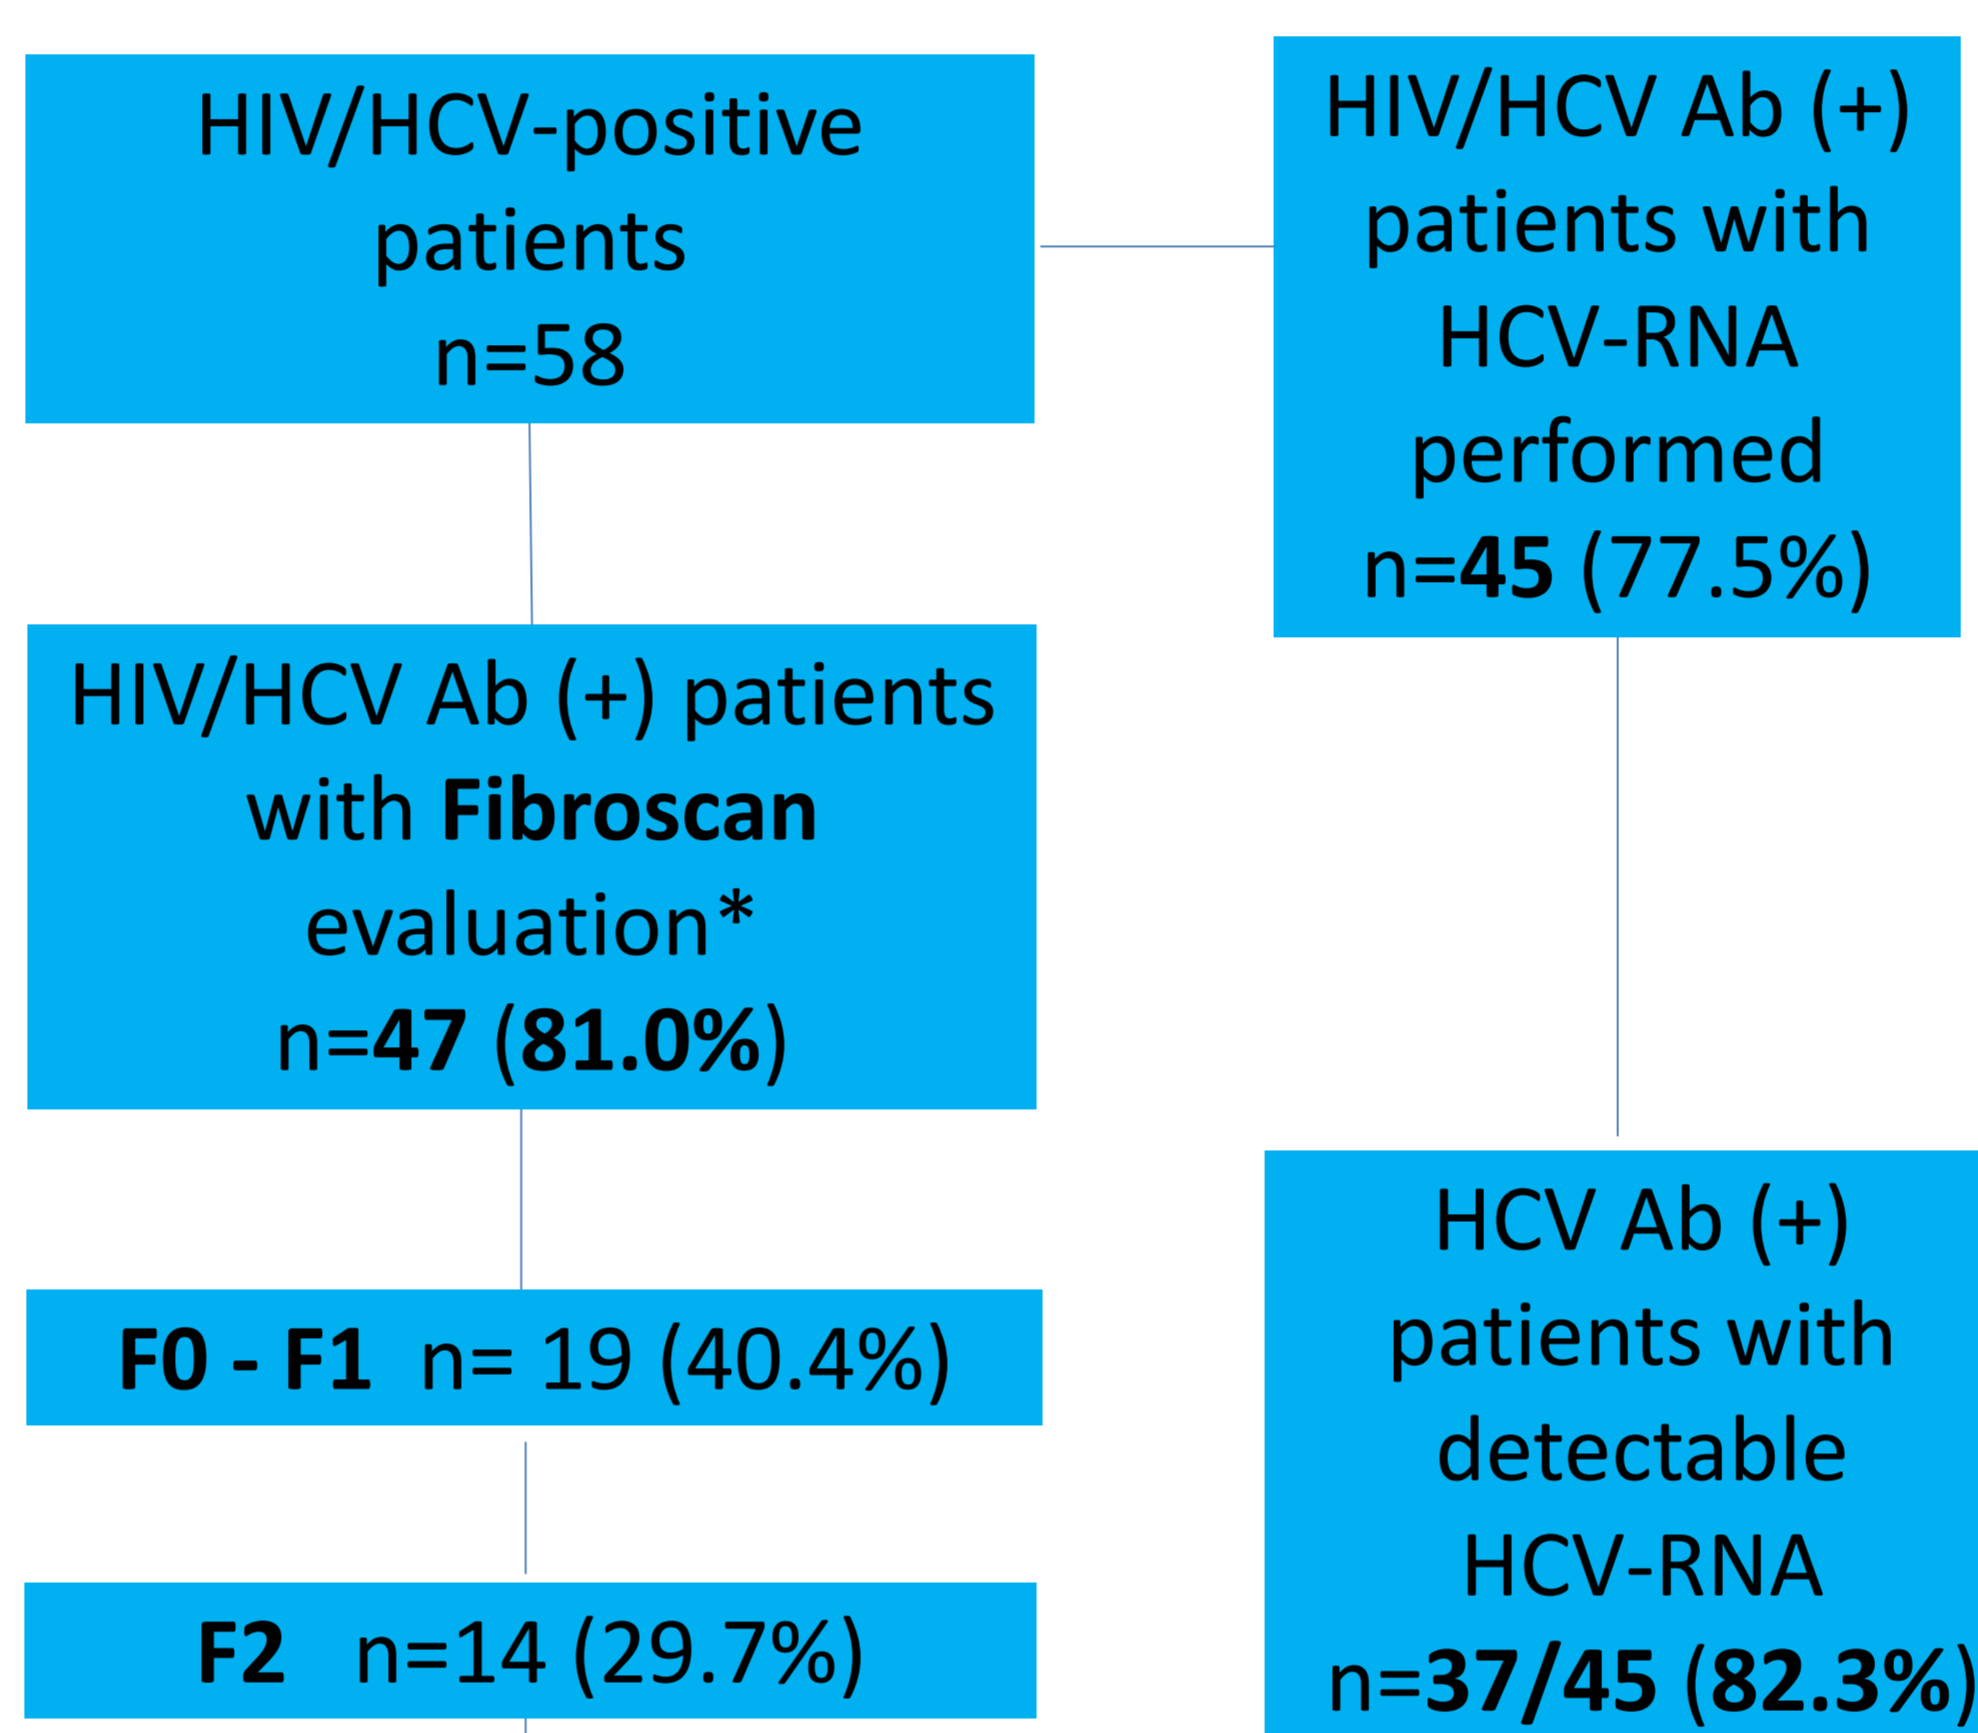 HIV/HCV-positive
patients
n=58
HIV/HCV Ab (+)
patients with
HCV-RNA
performed
n=45 (77.5%)
HIV/HCV Ab (+) patients
with Fibroscan
evaluation*
n=47 (81.0%)
F0 - F1 n= 19 (40.4%)
F2 n=14 (29.7%)
HCV Ab (+)
patients with
detectable
HCV-RNA
n=37/45 (82.3%)